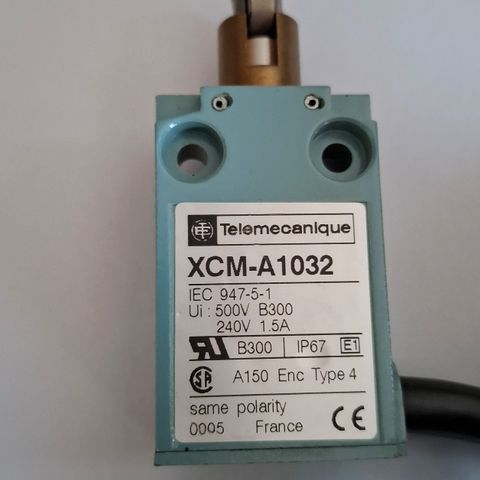 Telemecanique
XCM-A1032
IEC 947-5-1
Ui : 500V B300
240V 1.5A
B300 IP67 E1
A150 Enc Type 4
same polarity
0005 France CE